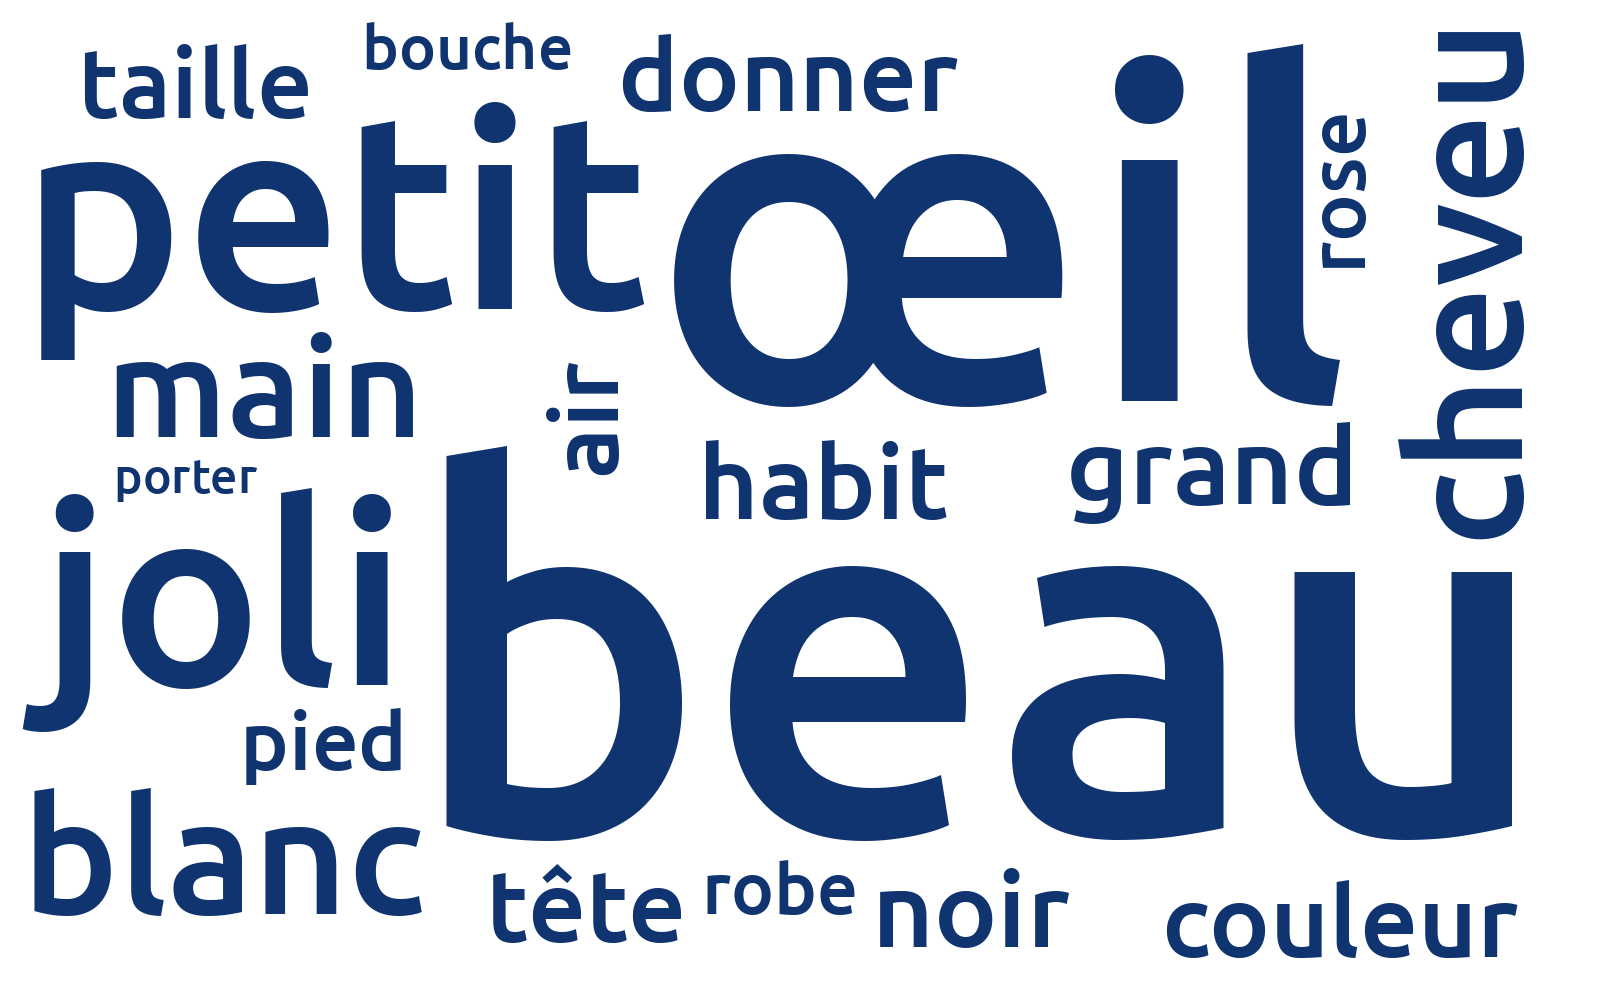 taille
bouche
donner
petit
œil
rose
cheveu
main
air
porter
habit
grand
joli
beau
pied
blanc
tête
robe
noir
couleur